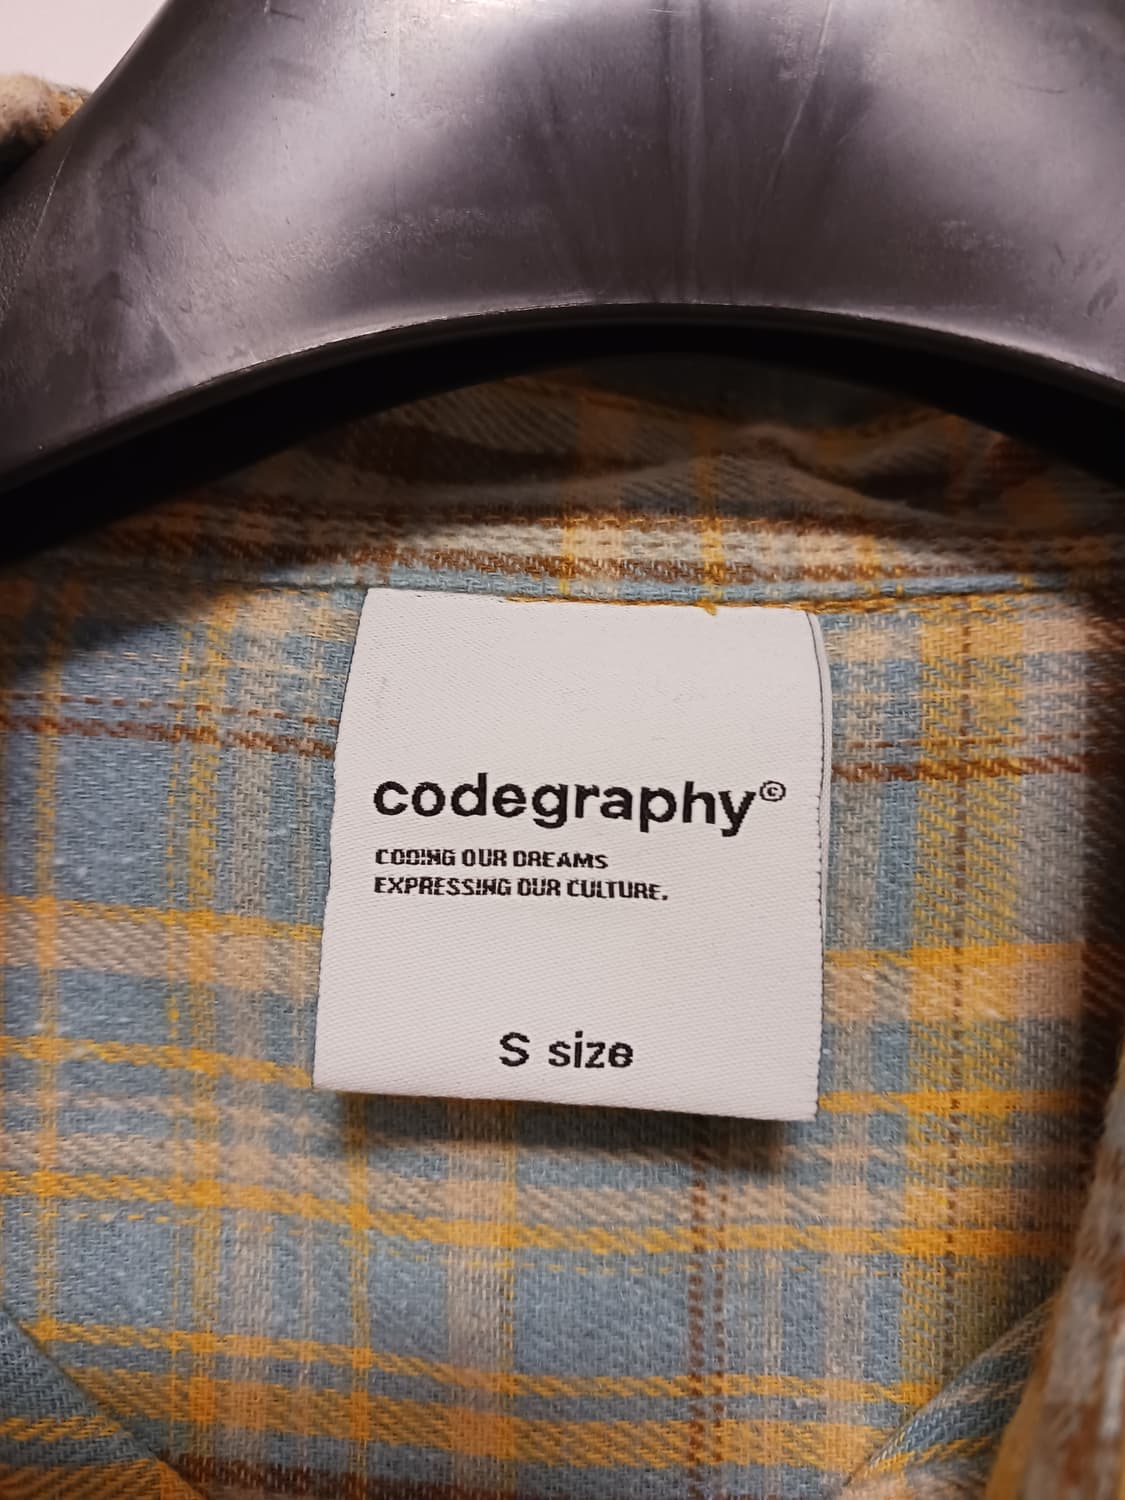 codegraphy©
CODING OUR DREAMS
EXPRESSING OUR CULTURE.
S size